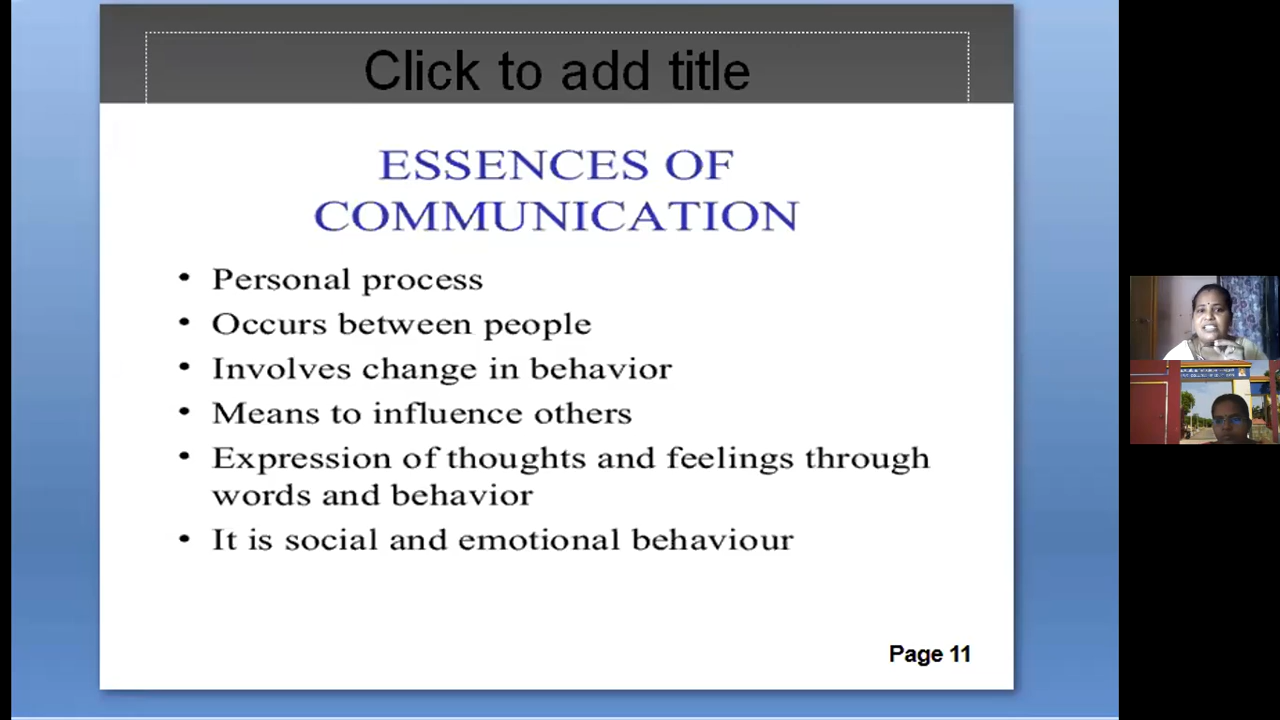 Click to add title
ESSENCES OF
COMMUNICATION
• Personal process
• Occurs between people
• Involves change in behavior
• Means to influence others
• Expression of thoughts and feelings through
words and behavior
• It is social and emotional behaviour
Page 11